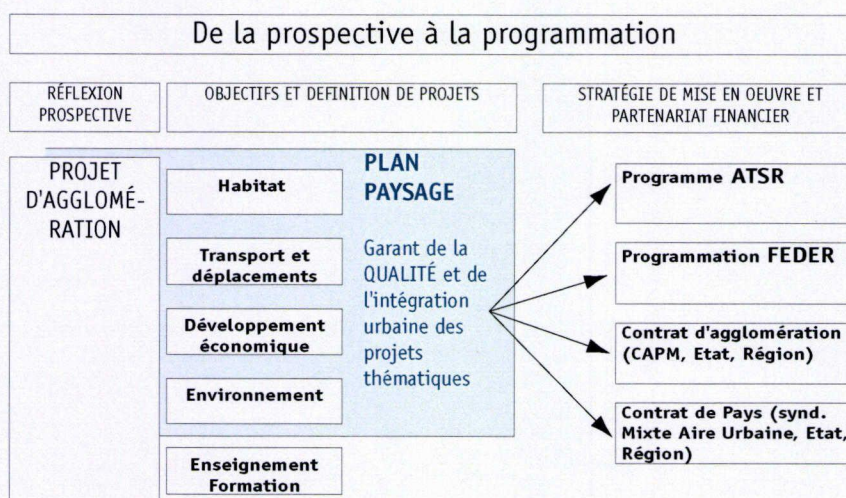 De la prospective à la programmation
RÉFLEXION
PROSPECTIVE
OBJECTIFS ET DEFINITION DE PROJETS
STRATÉGIE DE MISE EN OEUVRE ET
PARTENARIAT FINANCIER
PROJET
D'AGGLOMÉ-
RATION
Habitat
Transport et
déplacements
Développement
économique
Environnement
Enseignement
Formation
PLAN
PAYSAGE
Garant de la
QUALITÉ et de
l'intégration
urbaine des
projets
thématiques
Programme ATSR
Programmation FEDER
Contrat d'agglomération
(CAPM, Etat, Région)
Contrat de Pays (synd.
Mixte Aire Urbaine, Etat,
Région)